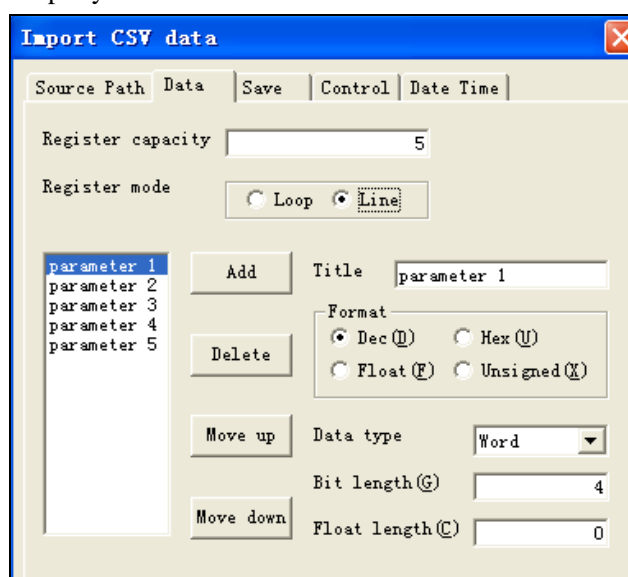 Import CSV data
Source Path Data Save Control Date Time
Register capacity 5
Register mode Loop Line
parameter 1
parameter 2
parameter 3
parameter 4
parameter 5
Add
Delete
Move up
Move down
Title parameter 1
Format
Dec(D) Hex(U)
Float(F) Unsigned(X)
Data type Word
Bit length(G) 4
Float length(C) 0